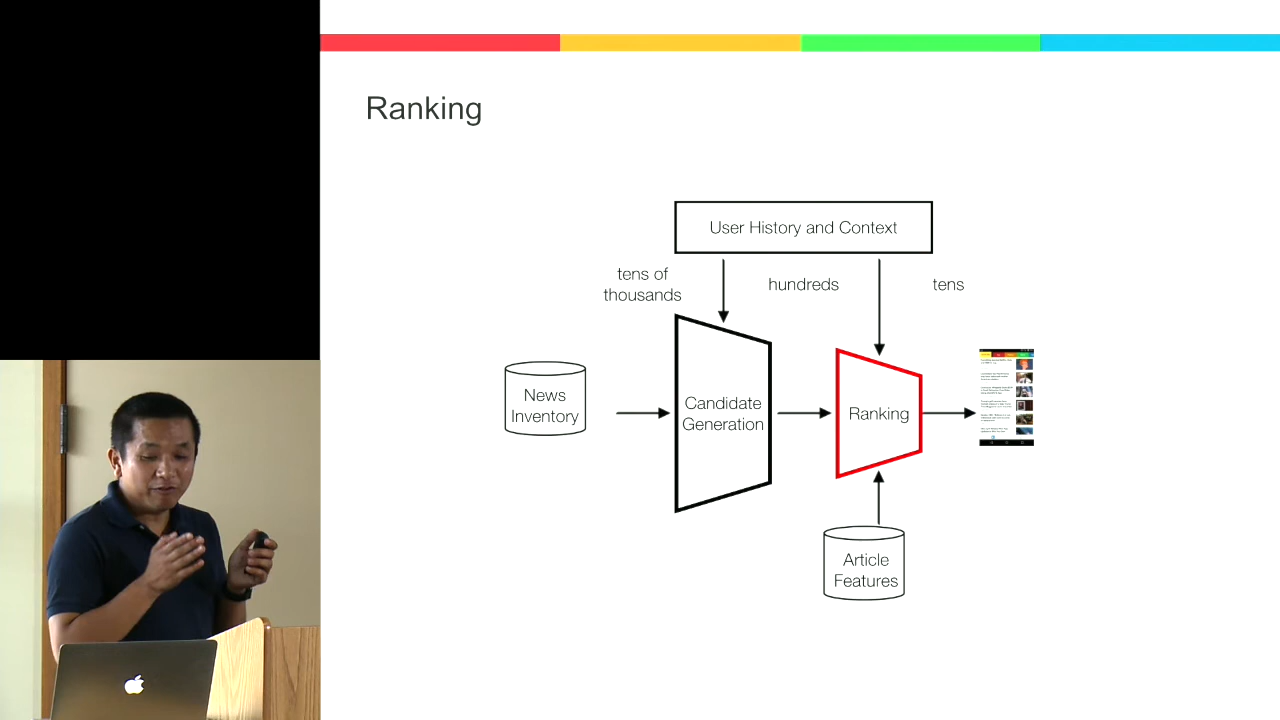 Ranking
User History and Context
tens of
thousands
hundreds
tens
News
Inventory
Candidate
Generation
Ranking
Article
Features